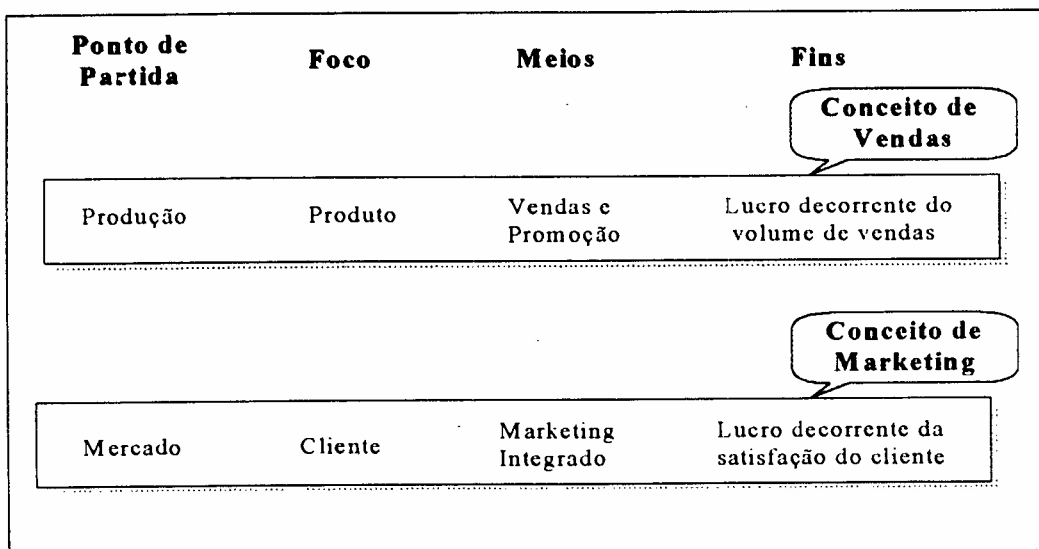 Ponto de Partida Foco Meios Fins
Conceito de
Vendas
Produção Produto Vendas e Promoção Lucro decorrente do volume de vendas
Conceito de
Marketing
Mercado Cliente Marketing Integrado Lucro decorrente da satisfação do cliente